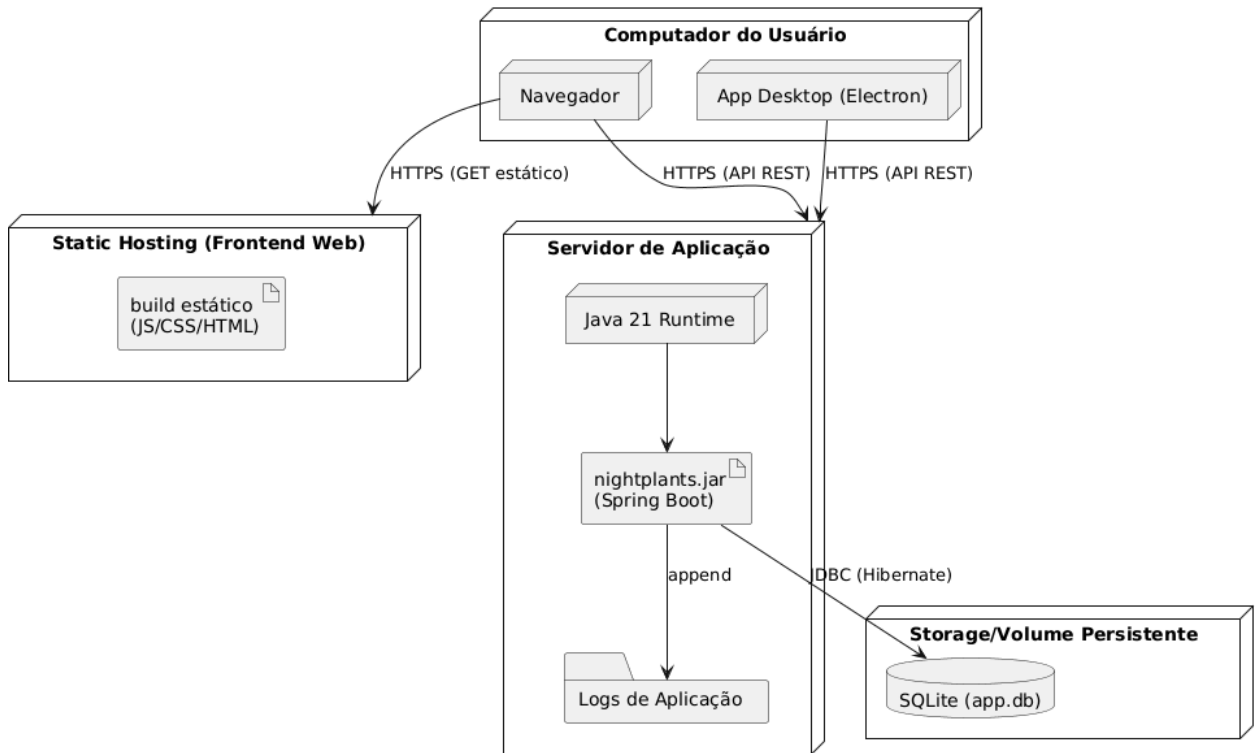 Computador do Usuário
Navegador
App Desktop (Electron)
HTTPS (GET estático)
HTTPS (API REST)
HTTPS (API REST)
Static Hosting (Frontend Web)
build estático
(JS/CSS/HTML)
Servidor de Aplicação
Java 21 Runtime
nightplants.jar
(Spring Boot)
append
JDBC (Hibernate)
Storage/Volume Persistente
Logs de Aplicação
SQLite (app.db)